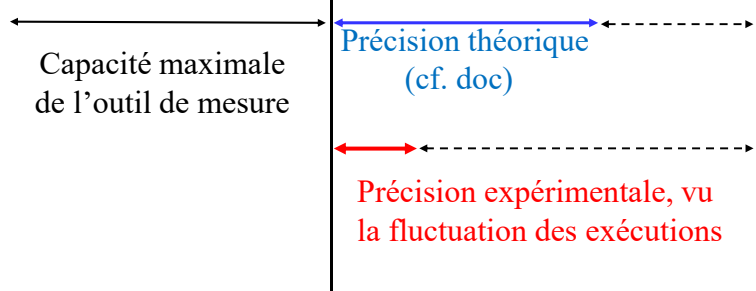 Capacité maximale
de l’outil de mesure
Précision théorique
(cf. doc)
Précision expérimentale, vu
la fluctuation des exécutions